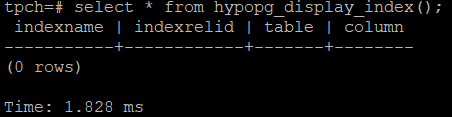 tpch=# select * from hypopg_display_index();
 indexname | indexrelid | table | column
-----------+------------+-------+--------
(0 rows)
Time: 1.828 ms